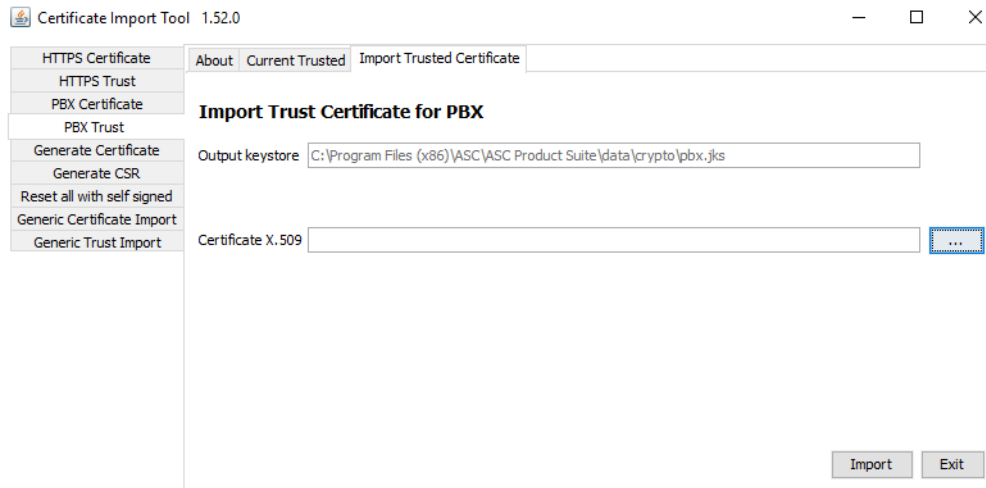 Certificate Import Tool 1.52.0
HTTPS Certificate
HTTPS Trust
PBX Certificate
PBX Trust
Generate Certificate
Generate CSR
Reset all with self signed
Generic Certificate Import
Generic Trust Import
About Current Trusted Import Trusted Certificate
Import Trust Certificate for PBX
Output keystore C:\Program Files (x86)\ASC\ASC Product Suite\data\crypto\pbx.jks
Certificate X.509 ...
Import Exit